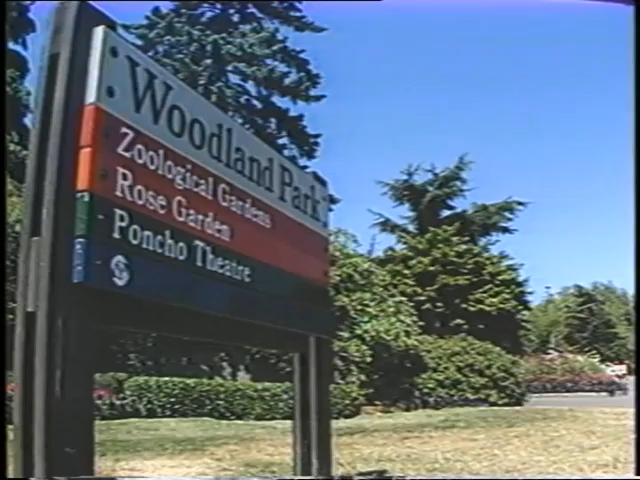 Woodland Park
Zoological Gardens
Rose Garden
Poncho Theatre